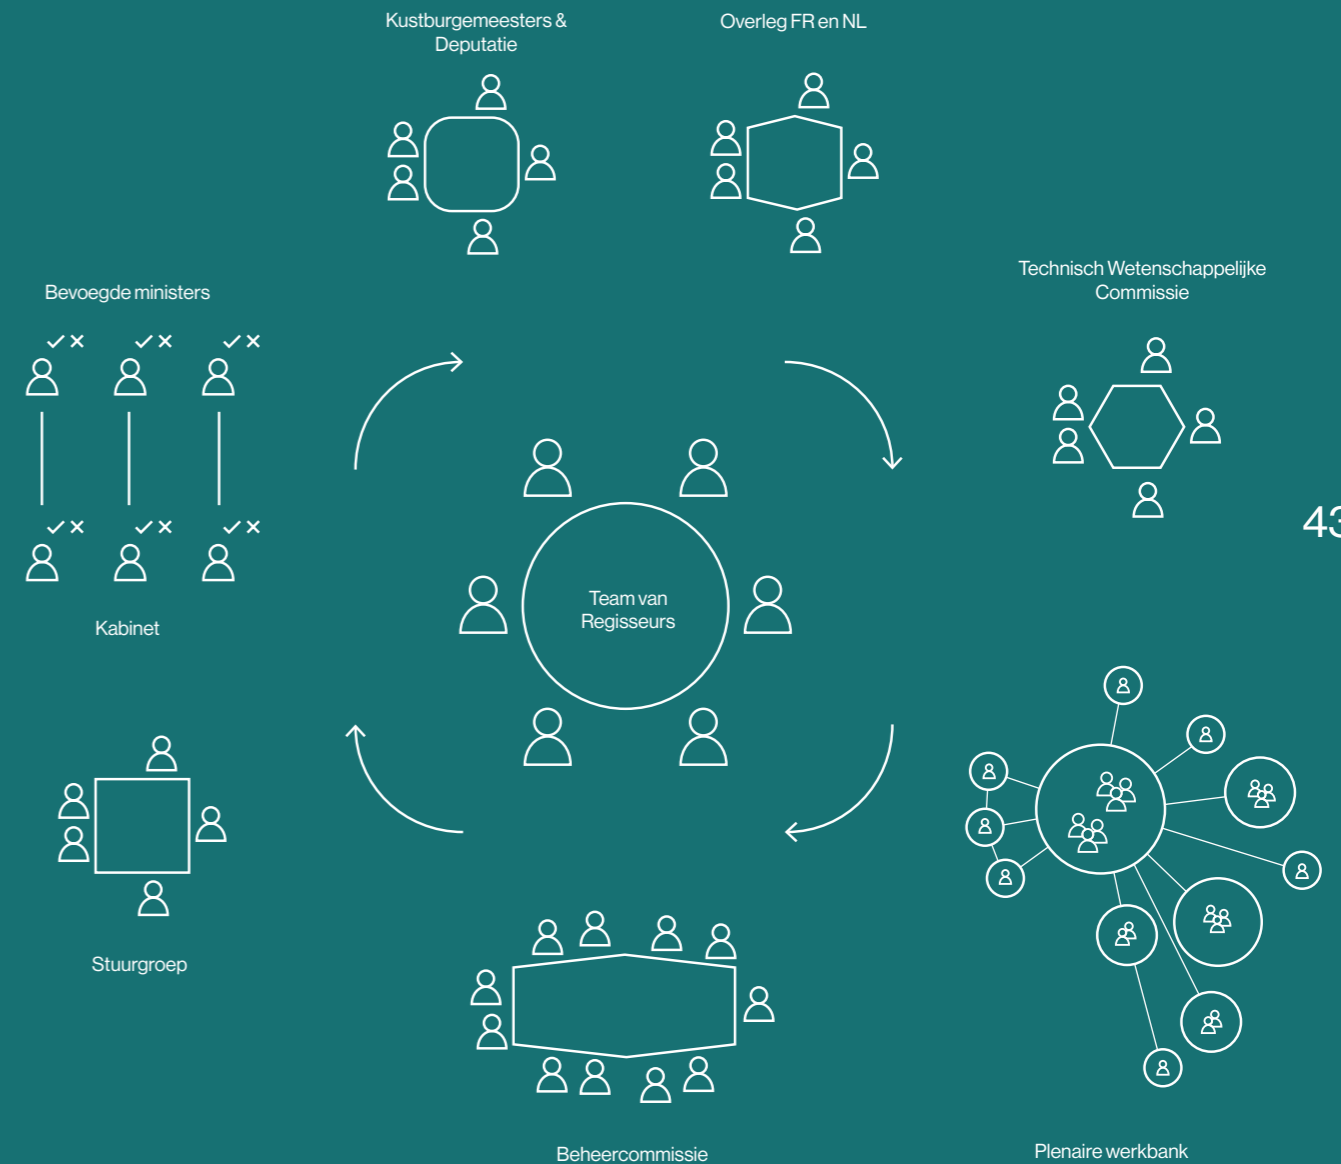 Kustburgemeesters &
Deputatie
Overleg FR en NL
Technisch Wetenschappelijke
Commissie
Bevoegde ministers
43
Team van
Regisseurs
Kabinet
Stuurgroep
Beheercommissie
Plenaire werkbank